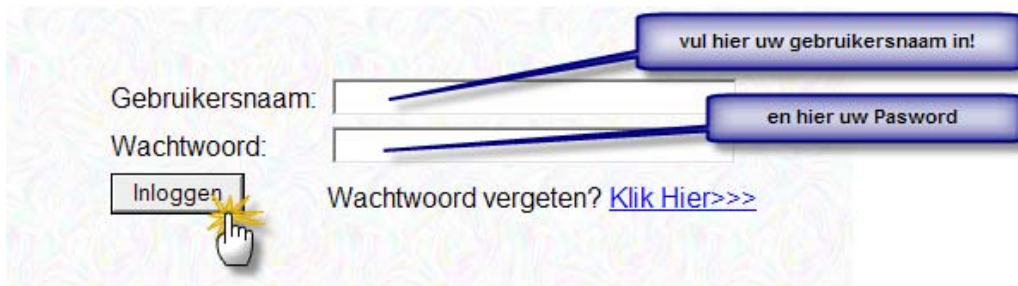 vul hier uw gebruikersnaam in!
Gebruikersnaam:
en hier uw Pasword
Wachtwoord:
Inloggen
Wachtwoord vergeten? Klik Hier>>>